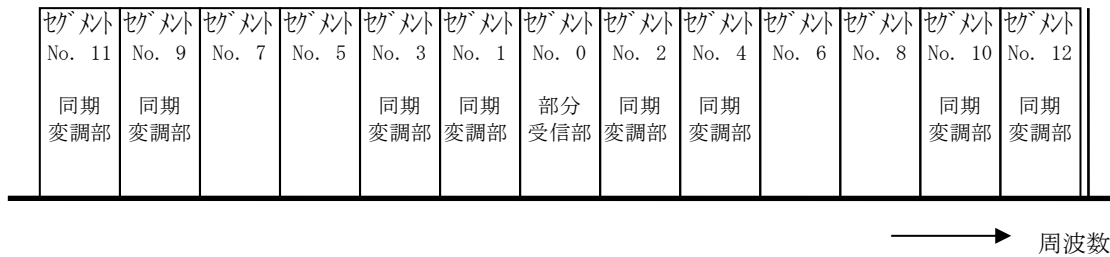 ｾｸﾞﾒﾝﾄ ｾｸﾞﾒﾝﾄ ｾｸﾞﾒﾝﾄ ｾｸﾞﾒﾝﾄ ｾｸﾞﾒﾝﾄ ｾｸﾞﾒﾝﾄ ｾｸﾞﾒﾝﾄ ｾｸﾞﾒﾝﾄ ｾｸﾞﾒﾝﾄ ｾｸﾞﾒﾝﾄ ｾｸﾞﾒﾝﾄ ｾｸﾞﾒﾝﾄ ｾｸﾞﾒﾝﾄ
No. 11 No. 9 No. 7 No. 5 No. 3 No. 1 No. 0 No. 2 No. 4 No. 6 No. 8 No. 10 No. 12
同期 同期 同期 同期 部分 同期 同期 同期 同期
変調部 変調部 変調部 変調部 受信部 変調部 変調部 変調部 変調部
周波数